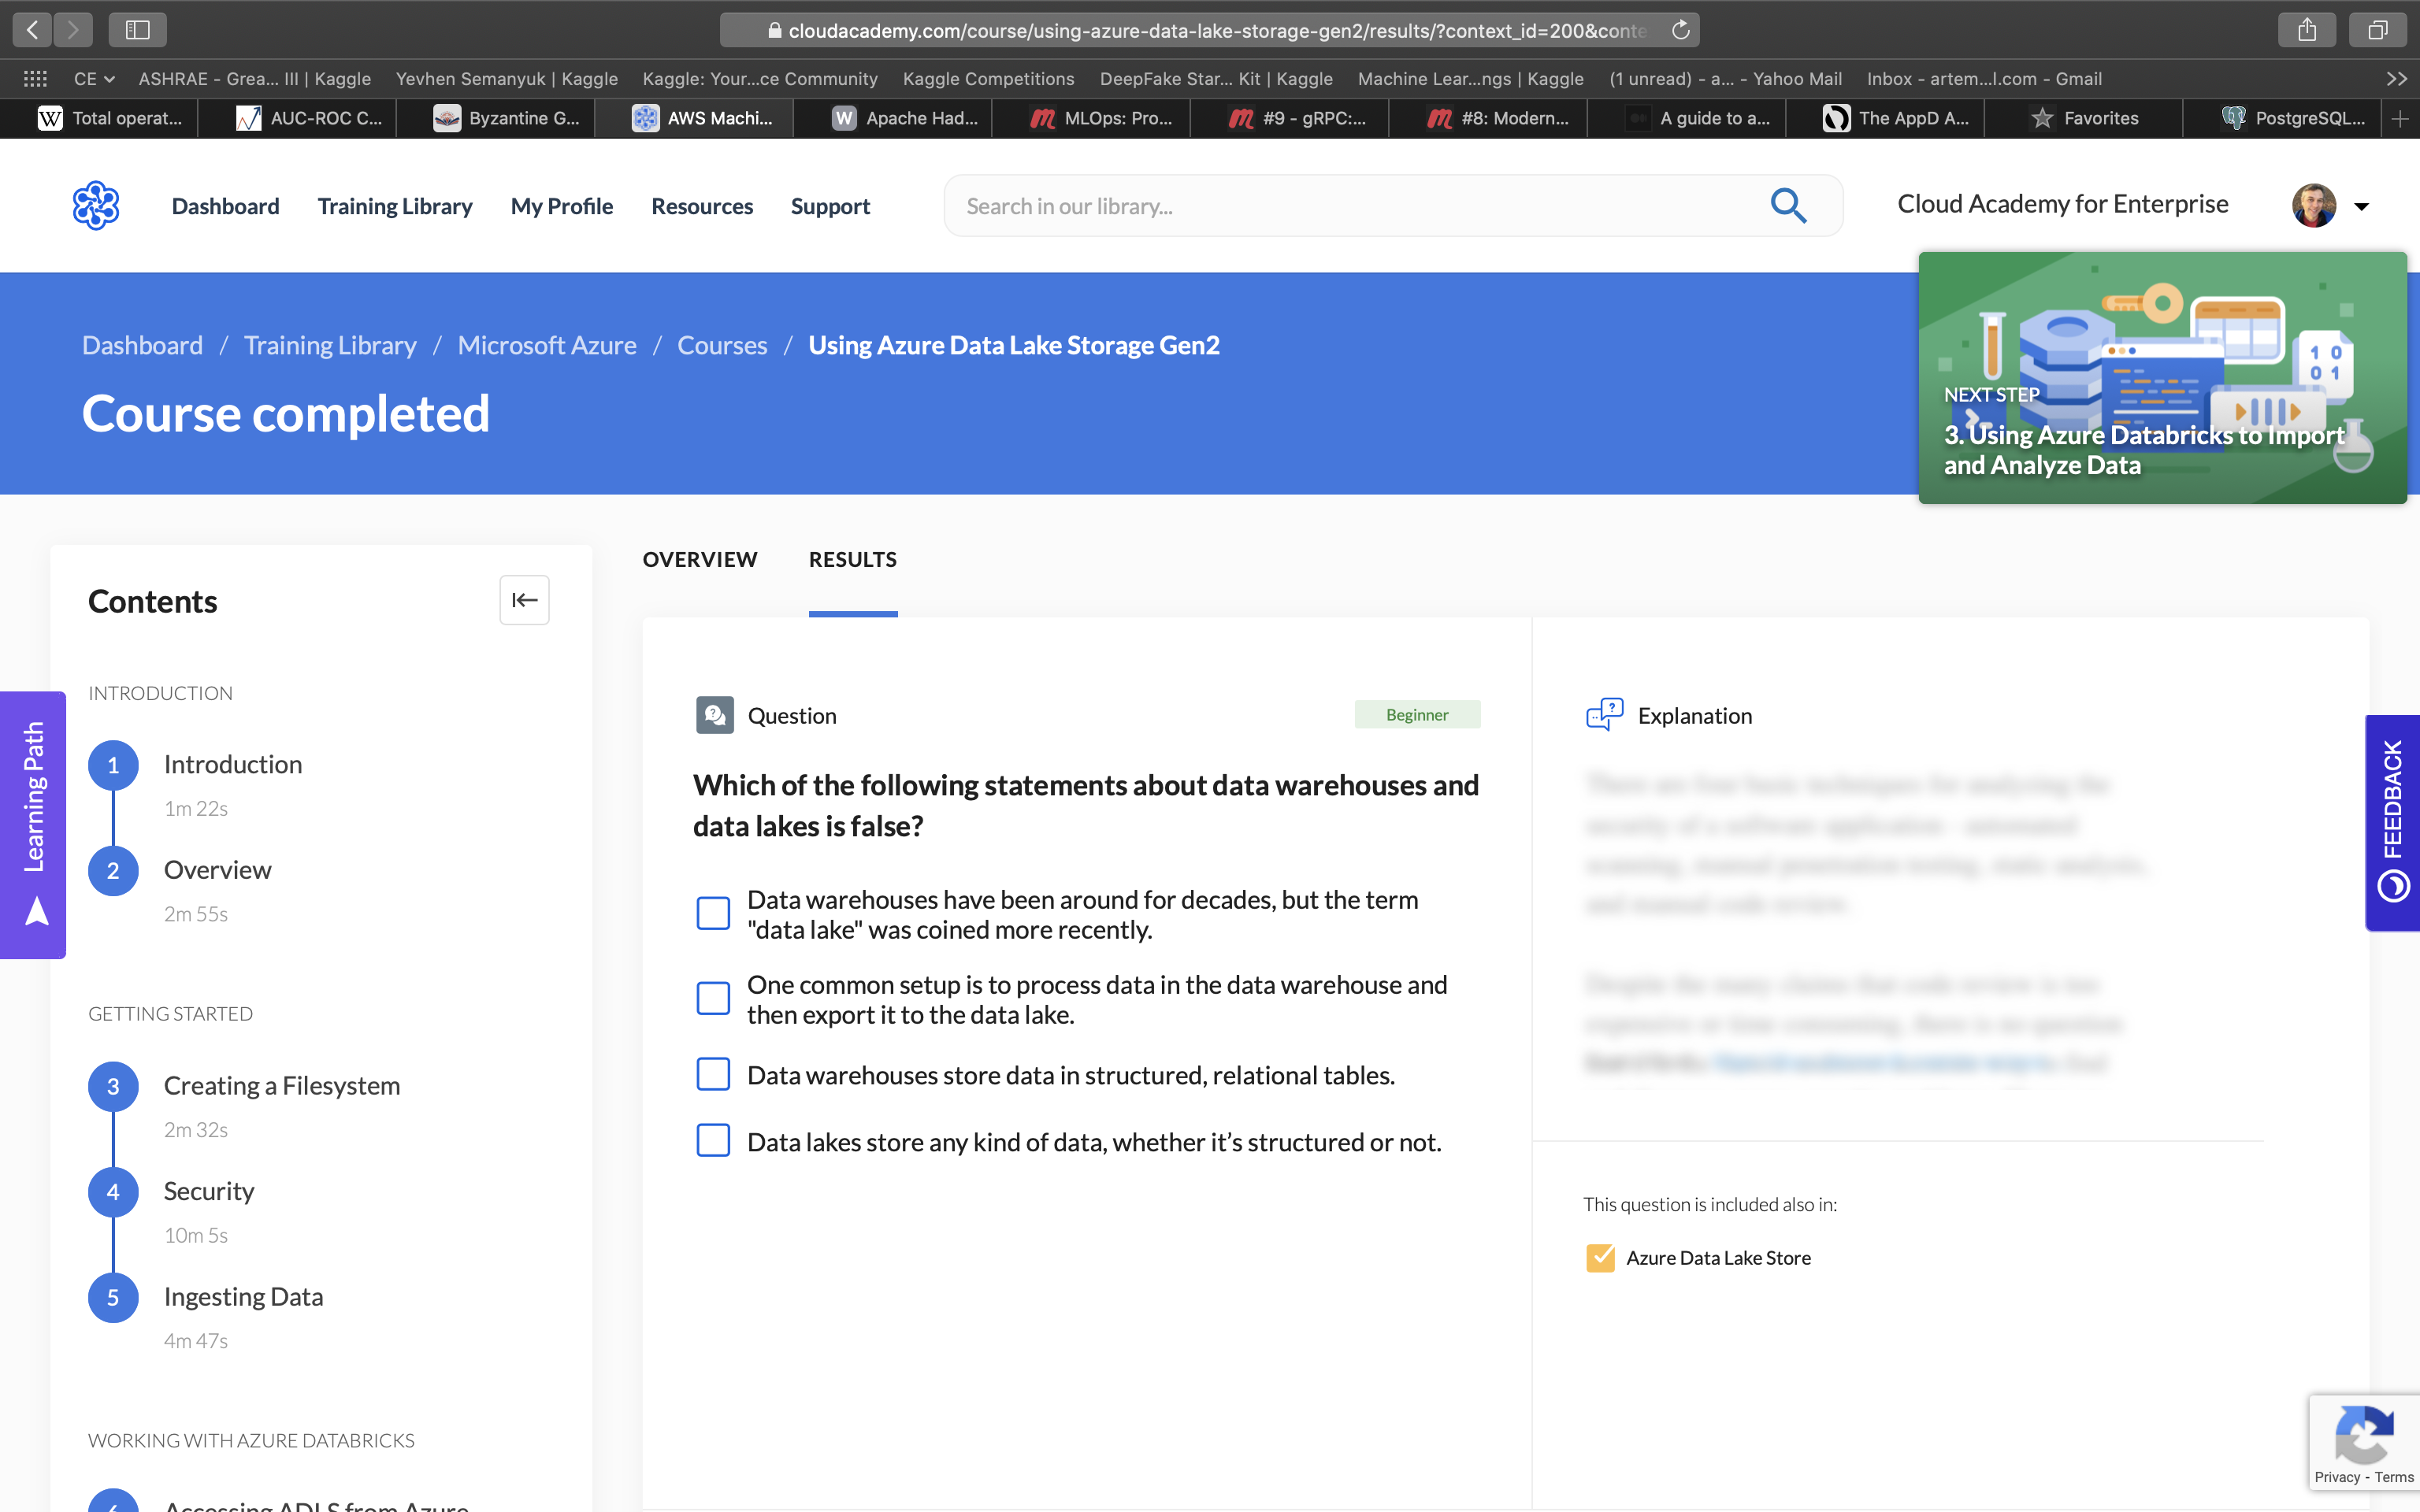 cloudacademy.com/course/using-azure-data-lake-storage-gen2/results/?context_id=200&conte
CE
ASHRAE - Grea... III | Kaggle
Yevhen Semanyuk | Kaggle
Kaggle: Your...ce Community
Kaggle Competitions
DeepFake Star... Kit | Kaggle
Machine Lear...ngs | Kaggle
(1 unread) - a... - Yahoo Mail
Inbox - artem...l.com - Gmail
W Total operat...
AUC-ROC C...
Byzantine G...
AWS Machi...
W Apache Had...
MLOps: Pro...
#9 - gRPC:...
#8: Modern...
A guide to a...
The AppD A...
Favorites
PostgreSQL...
Dashboard
Training Library
My Profile
Resources
Support
Search in our library...
Cloud Academy for Enterprise
Dashboard / Training Library / Microsoft Azure / Courses / Using Azure Data Lake Storage Gen2
Course completed
1 0
0 1
NEXT STEP
3. Using Azure Databricks to Import
and Analyze Data
Contents
INTRODUCTION
1 Introduction
1m 22s
2 Overview
2m 55s
GETTING STARTED
3 Creating a Filesystem
2m 32s
4 Security
10m 5s
5 Ingesting Data
4m 47s
WORKING WITH AZURE DATABRICKS
Accessing ADLS from Azure
Learning Path
OVERVIEW
RESULTS
Question
Beginner
Which of the following statements about data warehouses and
data lakes is false?
Data warehouses have been around for decades, but the term
"data lake" was coined more recently.
One common setup is to process data in the data warehouse and
then export it to the data lake.
Data warehouses store data in structured, relational tables.
Data lakes store any kind of data, whether it's structured or not.
Explanation
This question is included also in:
Azure Data Lake Store
FEEDBACK
Privacy - Terms